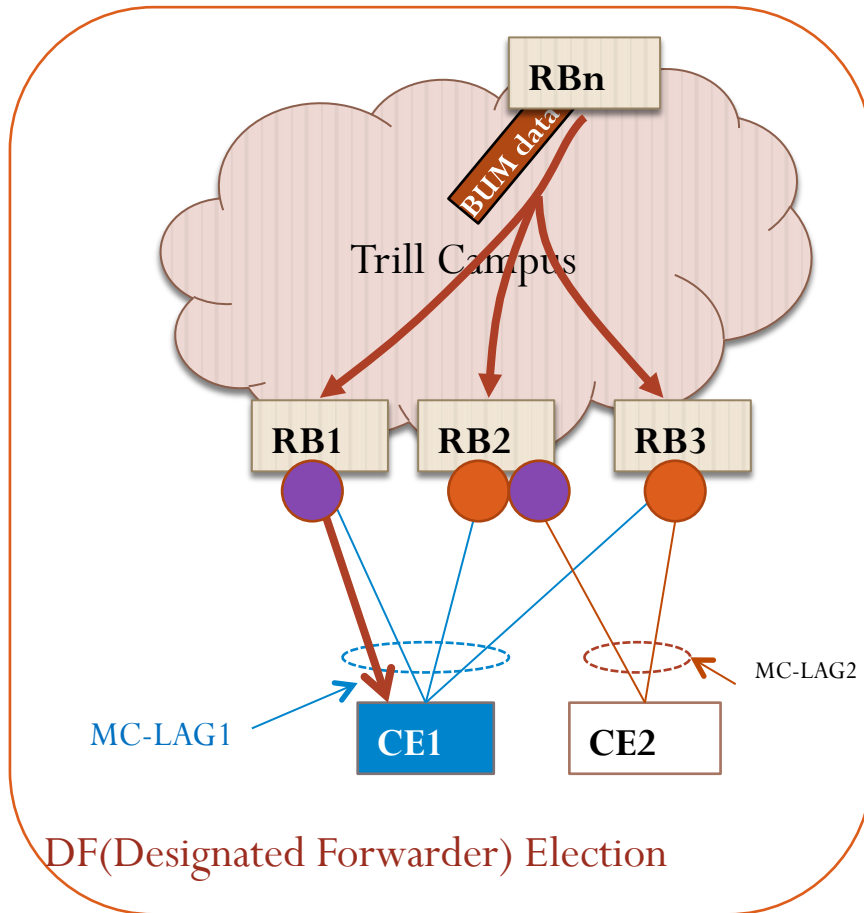 RBn
BUM data
Trill Campus
RB1
RB2
RB3
MC-LAG2
MC-LAG1
CE1
CE2
DF(Designated Forwarder) Election